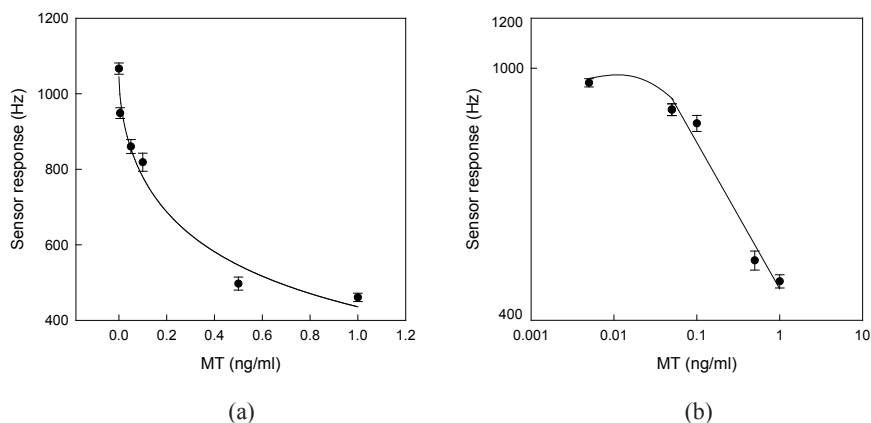 Sensor response (Hz)
1200
1000
800
600
400
0.0 0.2 0.4 0.6 0.8 1.0 1.2
MT (ng/ml)
(a)
Sensor response (Hz)
1200
1000
400
0.001 0.01 0.1 1 10
MT (ng/ml)
(b)